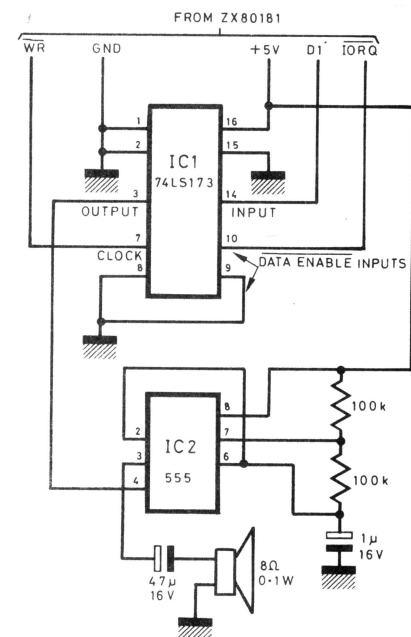 FROM ZX80181
WR GND +5V D1 IORQ
1 16
2 15
IC1
74LS173
3 14
OUTPUT INPUT
7 10
CLOCK DATA ENABLE INPUTS
8 9
8
100k
2 7
IC2
3 6
555
4
100k
1μ
16V
47μ
16V
8Ω
0·1W